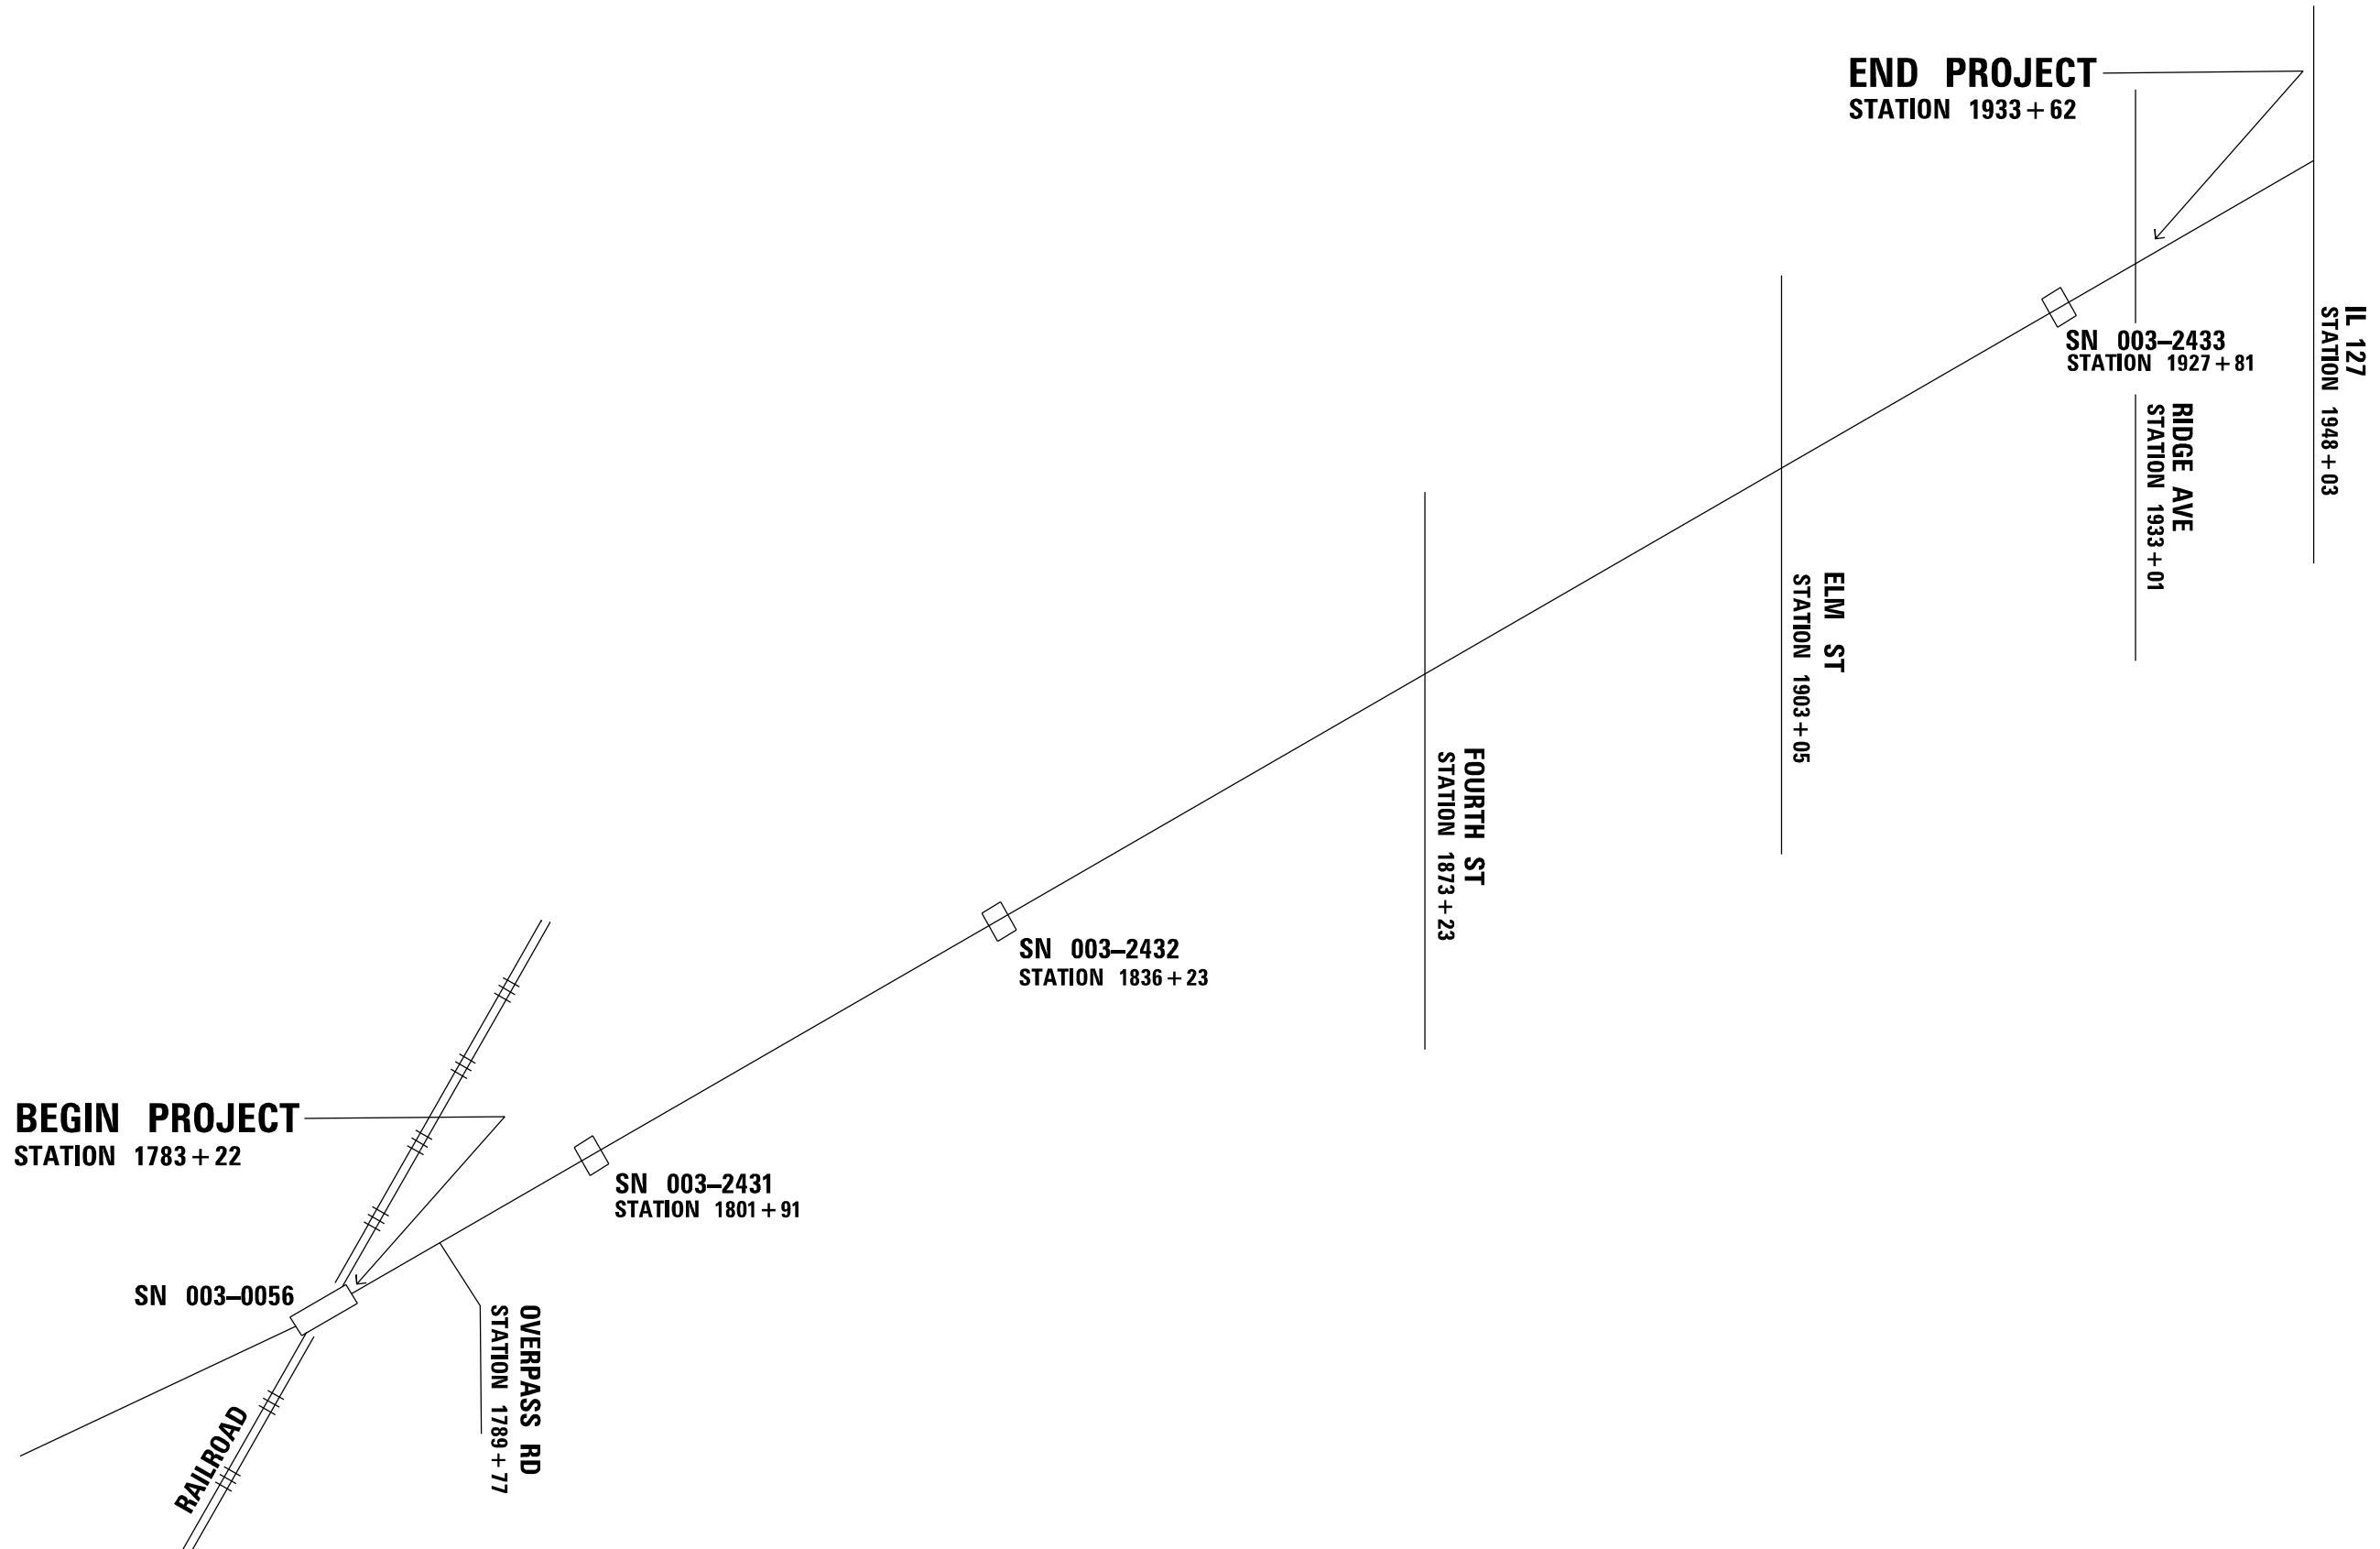 END PROJECT
STATION 1933+62
IL 127
STATION 1948+03
SN 003-2433
STATION 1927+81
RIDGE AVE
STATION 1933+01
ELM ST
STATION 1903+05
FOURTH ST
STATION 1873+23
SN 003-2432
STATION 1836+23
BEGIN PROJECT
STATION 1783+22
SN 003-2431
STATION 1801+91
SN 003-0056
OVERPASS RD
STATION 1789+77
RAILROAD